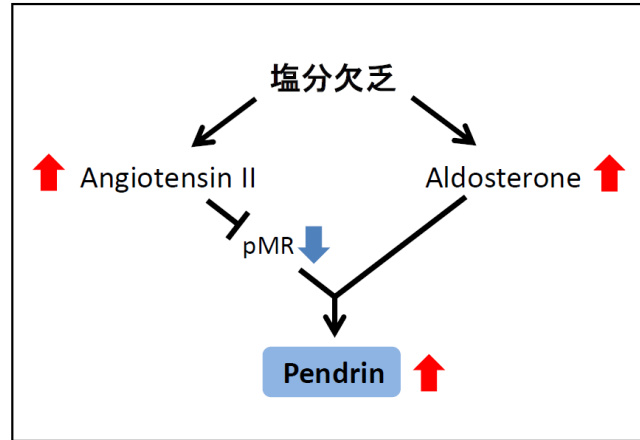 塩分欠乏
Angiotensin II
Aldosterone
pMR
Pendrin